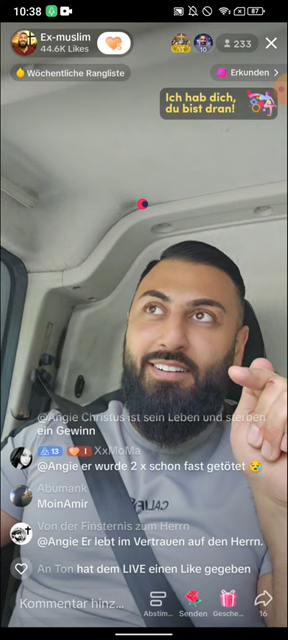 10:38
87
Ex-muslim
44.6K Likes
10
233
Wöchentliche Rangliste
Erkunden
Ich hab dich,
du bist dran!
@Angie Christus ist sein Leben und sterben
ein Gewinn
13 I XxMoMa
@Angie er wurde 2 x schon fast getötet
Abumank
MoinAmir
Von der Finsternis zum Herrn
@Angie Er lebt im Vertrauen auf den Herrn.
An Ton hat dem LIVE einen Like gegeben
Kommentar hinz...
Abstim...
Senden
Gesche...
16